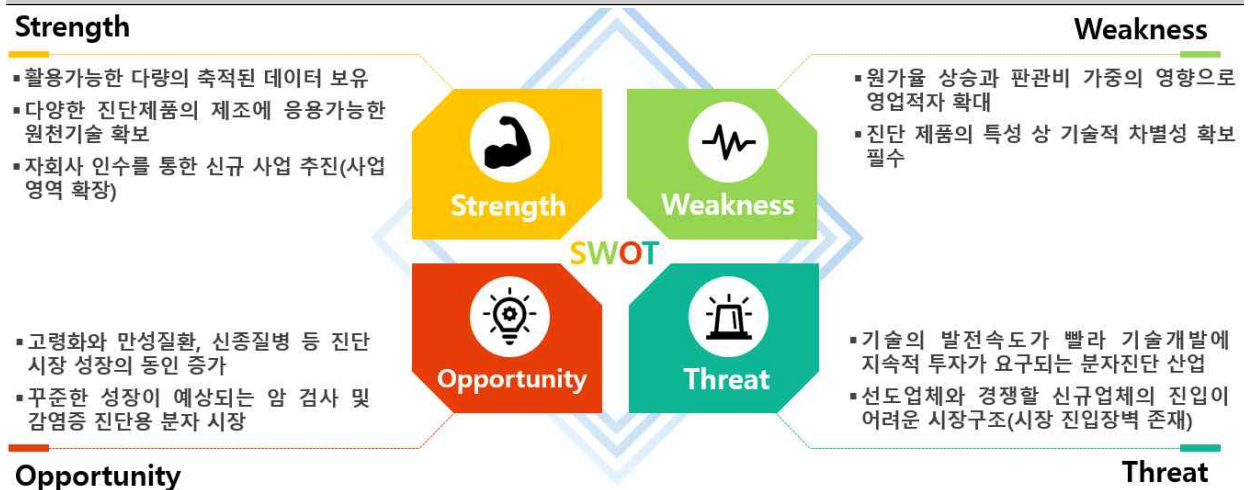 Strength
▪활용가능한 다량의 축적된 데이터 보유
▪다양한 진단제품의 제조에 응용가능한
원천기술 확보
▪자회사 인수를 통한 신규 사업 추진(사업
영역 확장)
Weakness
▪원가율 상승과 판관비 가중의 영향으로
영업적자 확대
▪진단 제품의 특성 상 기술적 차별성 확보
필수
Strength
Weakness
SWOT
Opportunity
Threat
▪고령화와 만성질환, 신종질병 등 진단
시장 성장의 동인 증가
▪꾸준한 성장이 예상되는 암 검사 및
감염증 진단용 분자 시장
Opportunity
▪기술의 발전속도가 빨라 기술개발에
지속적 투자가 요구되는 분자진단 산업
▪선도업체와 경쟁할 신규업체의 진입이
어려운 시장구조(시장 진입장벽 존재)
Threat